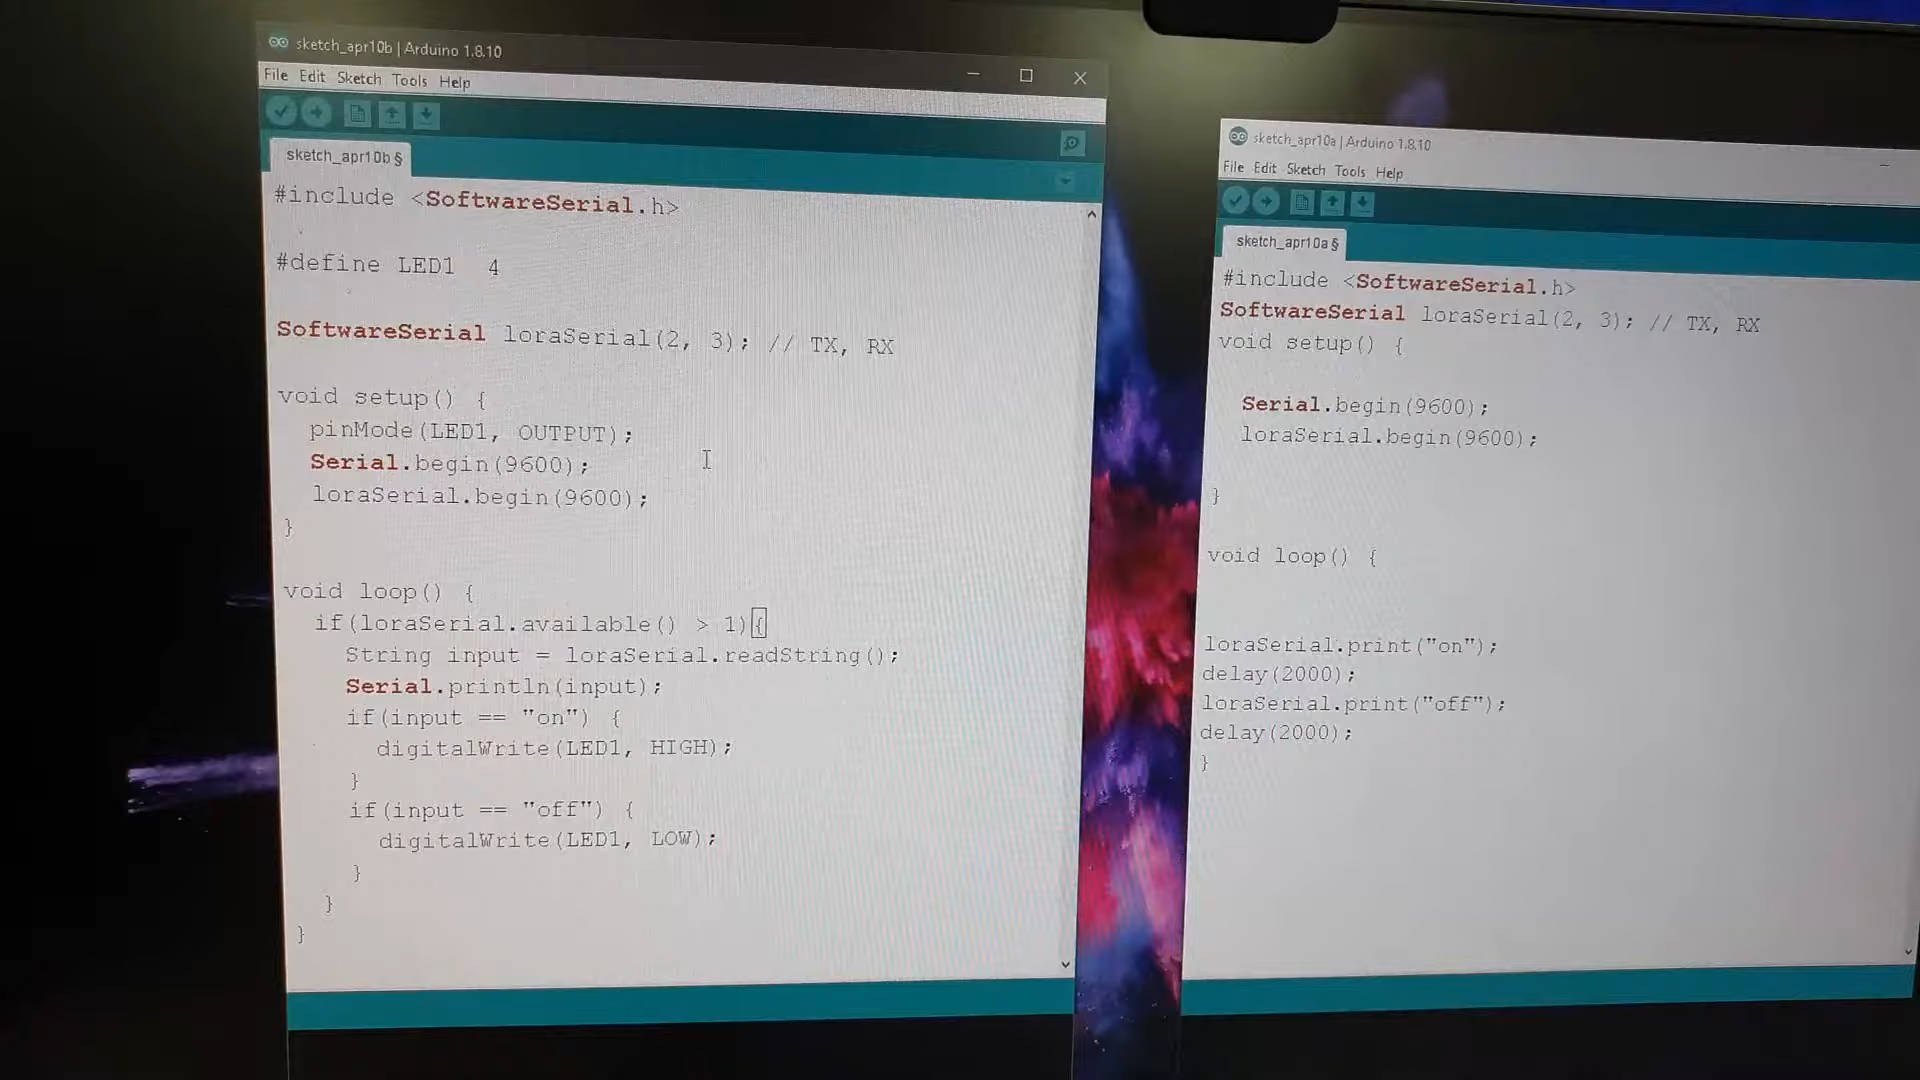 sketch_apr10b | Arduino 1.8.10
File Edit Sketch Tools Help
sketch_apr10b §
#include <SoftwareSerial.h>
#define LED1  4
SoftwareSerial loraSerial(2, 3); // TX, RX
void setup() {
pinMode(LED1, OUTPUT);
Serial.begin(9600);
loraSerial.begin(9600);
}
void loop() {
if(loraSerial.available() > 1){
String input = loraSerial.readString();
Serial.println(input);
if(input == "on") {
digitalWrite(LED1, HIGH);
}
if(input == "off") {
digitalWrite(LED1, LOW);
}
}
}
sketch_apr10a | Arduino 1.8.10
File Edit Sketch Tools Help
sketch_apr10a §
#include <SoftwareSerial.h>
SoftwareSerial loraSerial(2, 3); // TX, RX
void setup() {
Serial.begin(9600);
loraSerial.begin(9600);
}
void loop() {
loraSerial.print("on");
delay(2000);
loraSerial.print("off");
delay(2000);
}